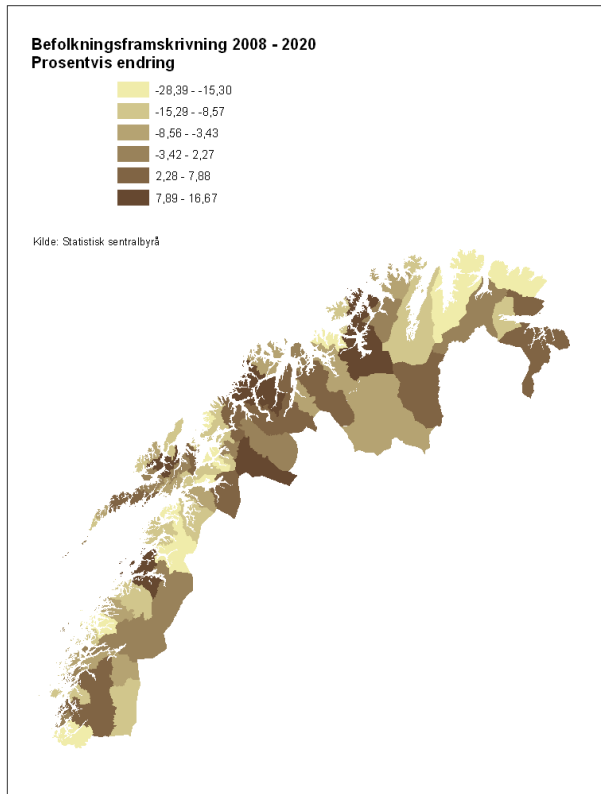 Befolkningsframskrivning 2008 - 2020
Prosentvis endring
-28,39 - -15,30
-15,29 - -8,57
-8,56 - -3,43
-3,42 - 2,27
2,28 - 7,88
7,89 - 16,67
Kilde: Statistisk sentralbyrå